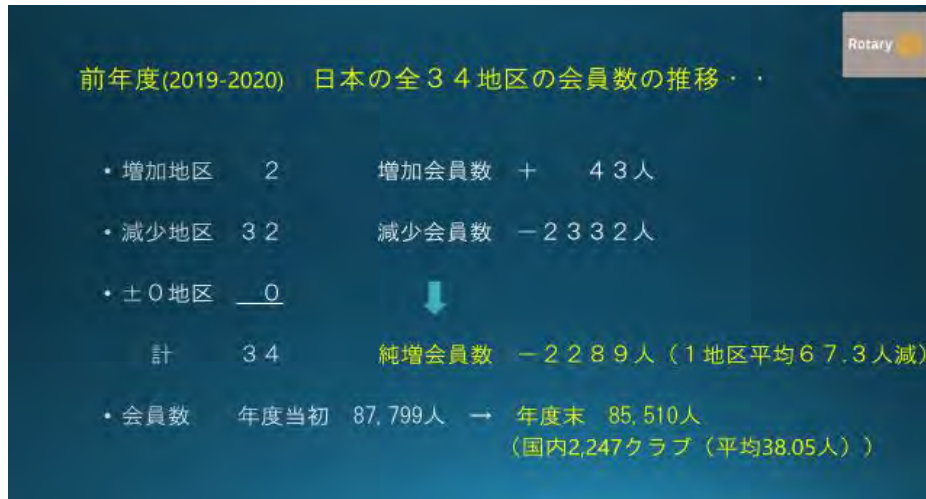 Rotary
前年度(2019-2020) 日本の全３４地区の会員数の推移・・
・増加地区 ２ 増加会員数 ＋ ４３人
・減少地区 ３２ 減少会員数 －２３３２人
・±０地区 ０
計 ３４ 純増会員数 －２２８９人（１地区平均６７.３人減）
・会員数 年度当初 87,799人 → 年度末 85,510人
（国内2,247クラブ（平均38.05人））